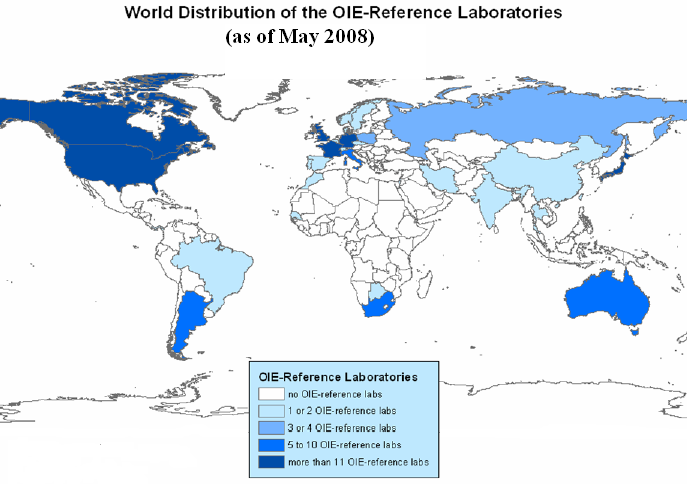 World Distribution of the OIE-Reference Laboratories
(as of May 2008)
OIE-Reference Laboratories
no OIE-reference labs
1 or 2 OIE-reference labs
3 or 4 OIE-reference labs
5 to 10 OIE-reference labs
more than 11 OIE-reference labs